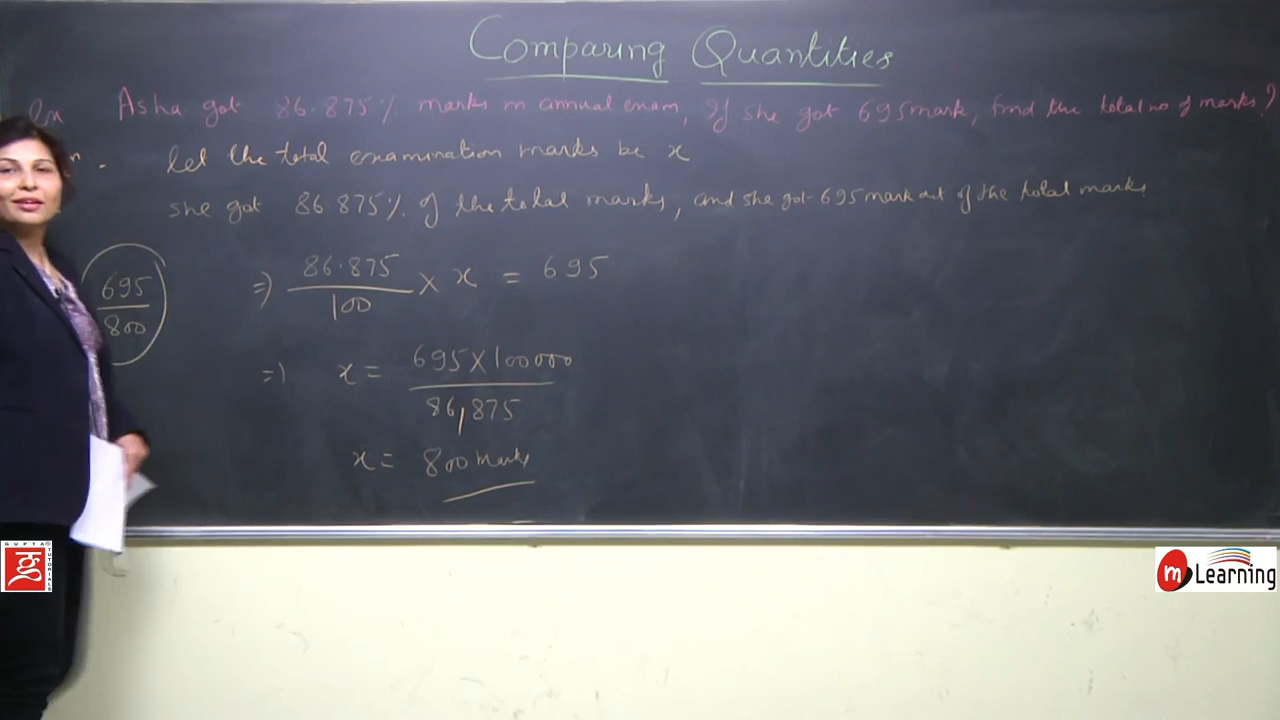 Comparing Quantities
Ex Asha got 86.875% marks in annual exam, If she got 695 mark, find the total no of marks?
n. let the total examination marks be x
she got 86.875% of the total marks, and she got 695 mark out of the total marks
695
800
=) 86.875 / 100 × x = 695
=) x = 695 × 100000 / 86,875
x = 800 marks
GUPTA TUTORIALS
m Learning